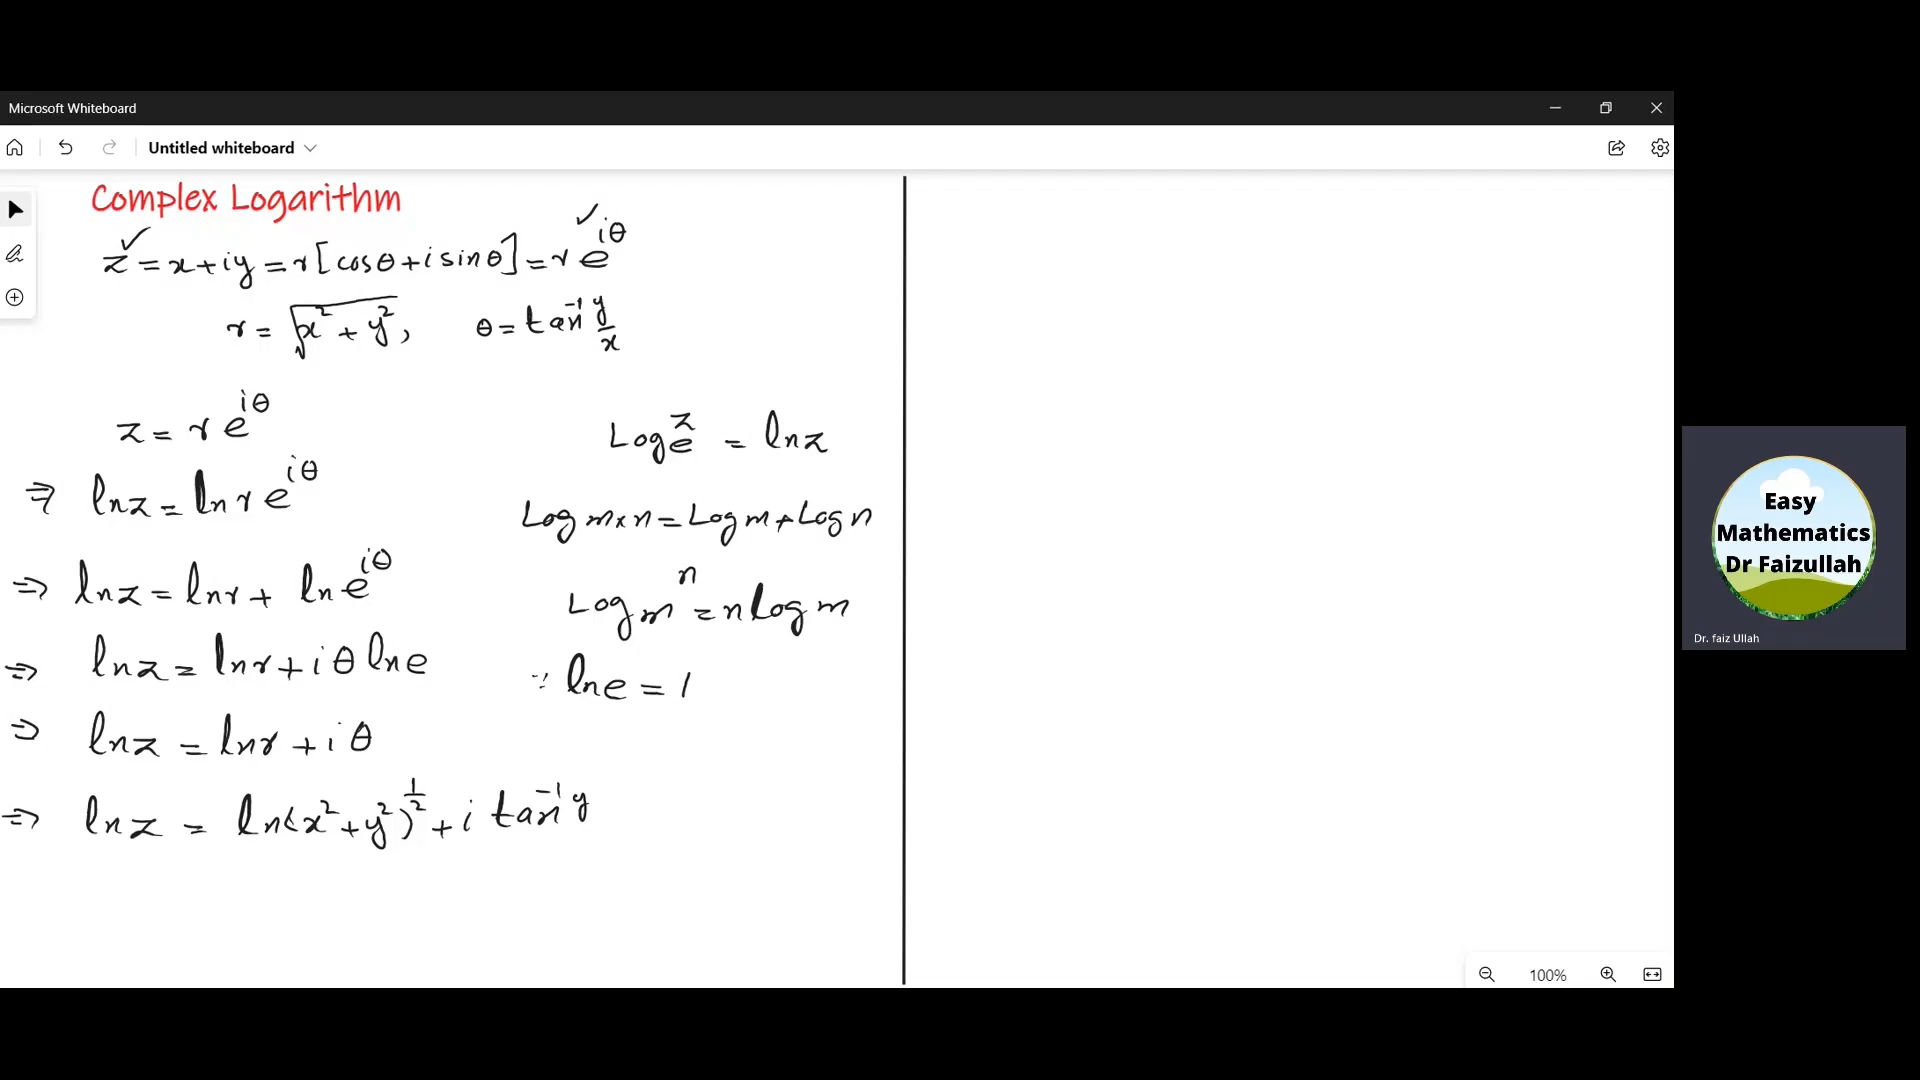 Microsoft Whiteboard
Untitled whiteboard
Complex Logarithm
z = x + iy = r [cosθ + i sinθ] = r e^{iθ}
r = √(x² + y²), θ = tan⁻¹ y/x
z = r e^{iθ}
⇒ ln z = ln r e^{iθ}
⇒ ln z = ln r + ln e^{iθ}
⇒ ln z = ln r + i θ ln e
⇒ ln z = ln r + i θ
⇒ ln z = ln(x² + y²)^{1/2} + i tan⁻¹ y
Log_e^z = ln z
Log m × n = Log m + Log n
Log m^n = n Log m
∵ ln e = 1
100%
Easy
Mathematics
Dr Faizullah
Dr. faiz Ullah